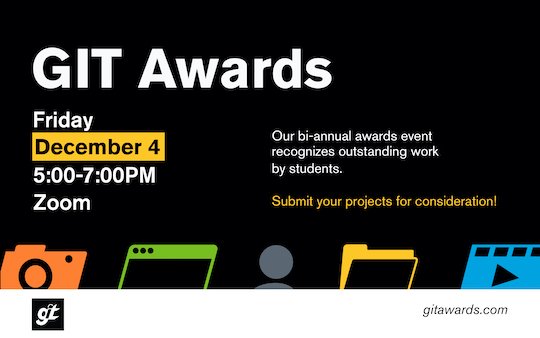 GIT Awards
Friday
December 4
5:00-7:00PM
Zoom
Our bi-annual awards event
recognizes outstanding work
by students.
Submit your projects for consideration!
git
gitawards.com